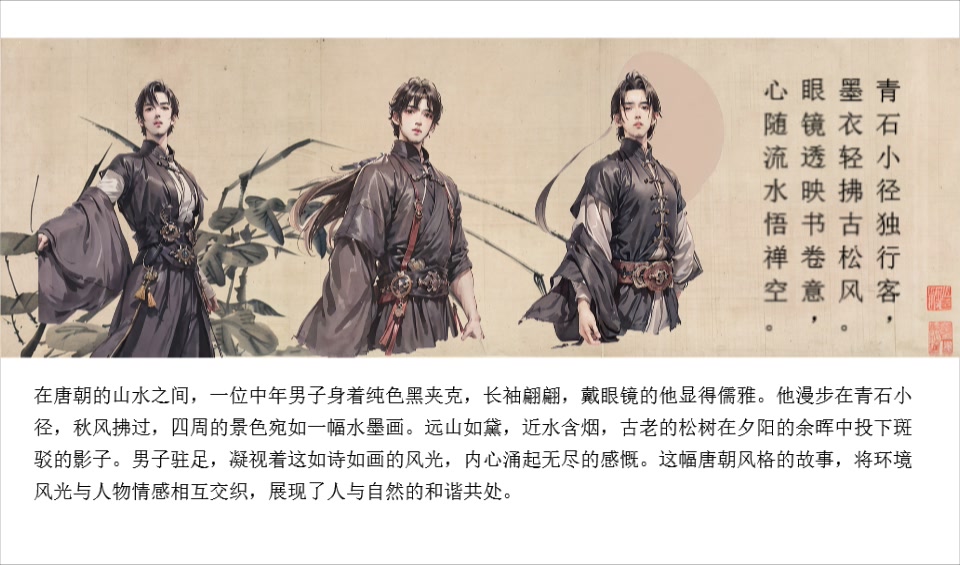 青石小径独行客，
墨衣轻拂古松风。
眼镜透映书卷意，
心随流水悟禅空。
在唐朝的山水之间，一位中年男子身着纯色黑夹克，长袖翩翩，戴眼镜的他显得儒雅。他漫步在青石小
径，秋风拂过，四周的景色宛如一幅水墨画。远山如黛，近水含烟，古老的松树在夕阳的余晖中投下斑
驳的影子。男子驻足，凝视着这如诗如画的风光，内心涌起无尽的感慨。这幅唐朝风格的故事，将环境
风光与人物情感相互交织，展现了人与自然的和谐共处。